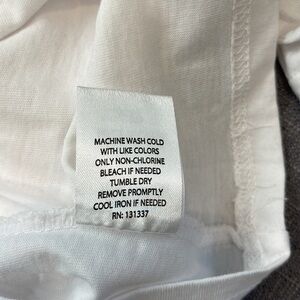 MACHINE WASH COLD
WITH LIKE COLORS
ONLY NON-CHLORINE
BLEACH IF NEEDED
TUMBLE DRY
REMOVE PROMPTLY
COOL IRON IF NEEDED
RN: 131337